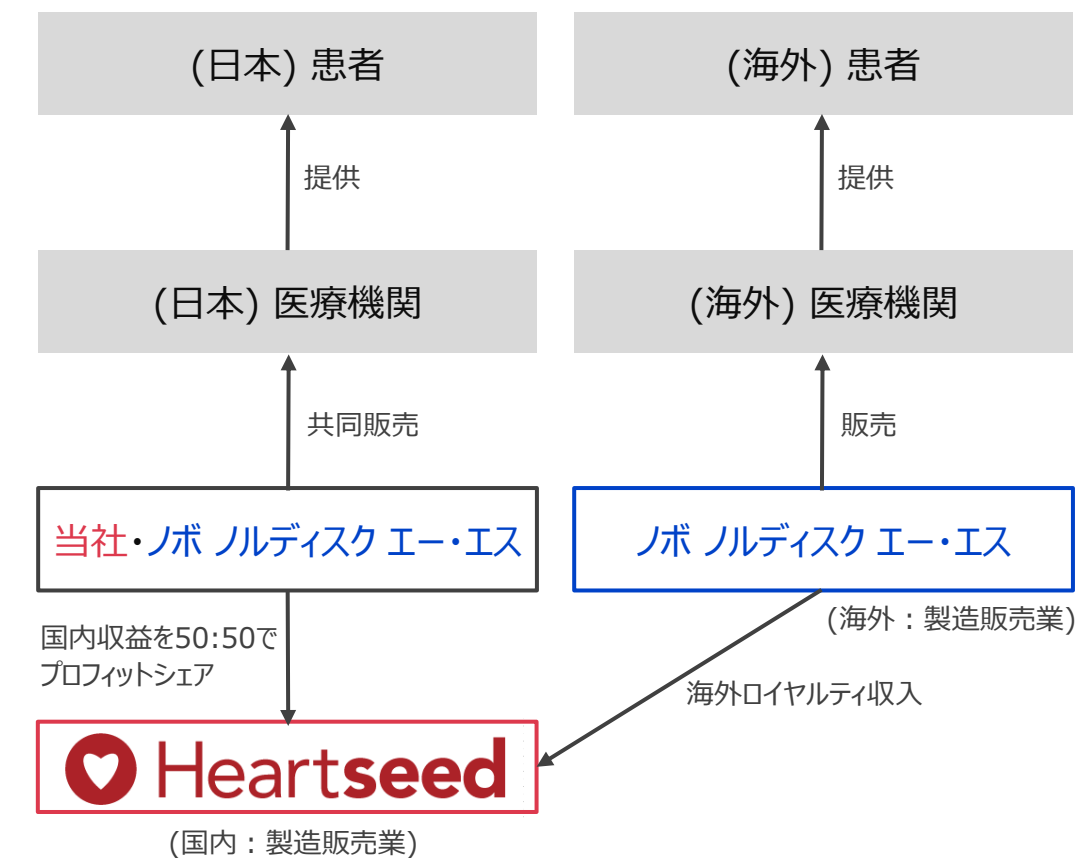 (日本) 患者
(海外) 患者
提供
提供
(日本) 医療機関
(海外) 医療機関
共同販売
販売
当社・ノボ ノルディスク エー・エス
ノボ ノルディスク エー・エス
(海外：製造販売業)
国内収益を50:50で
プロフィットシェア
海外ロイヤルティ収入
Heartseed
(国内：製造販売業)